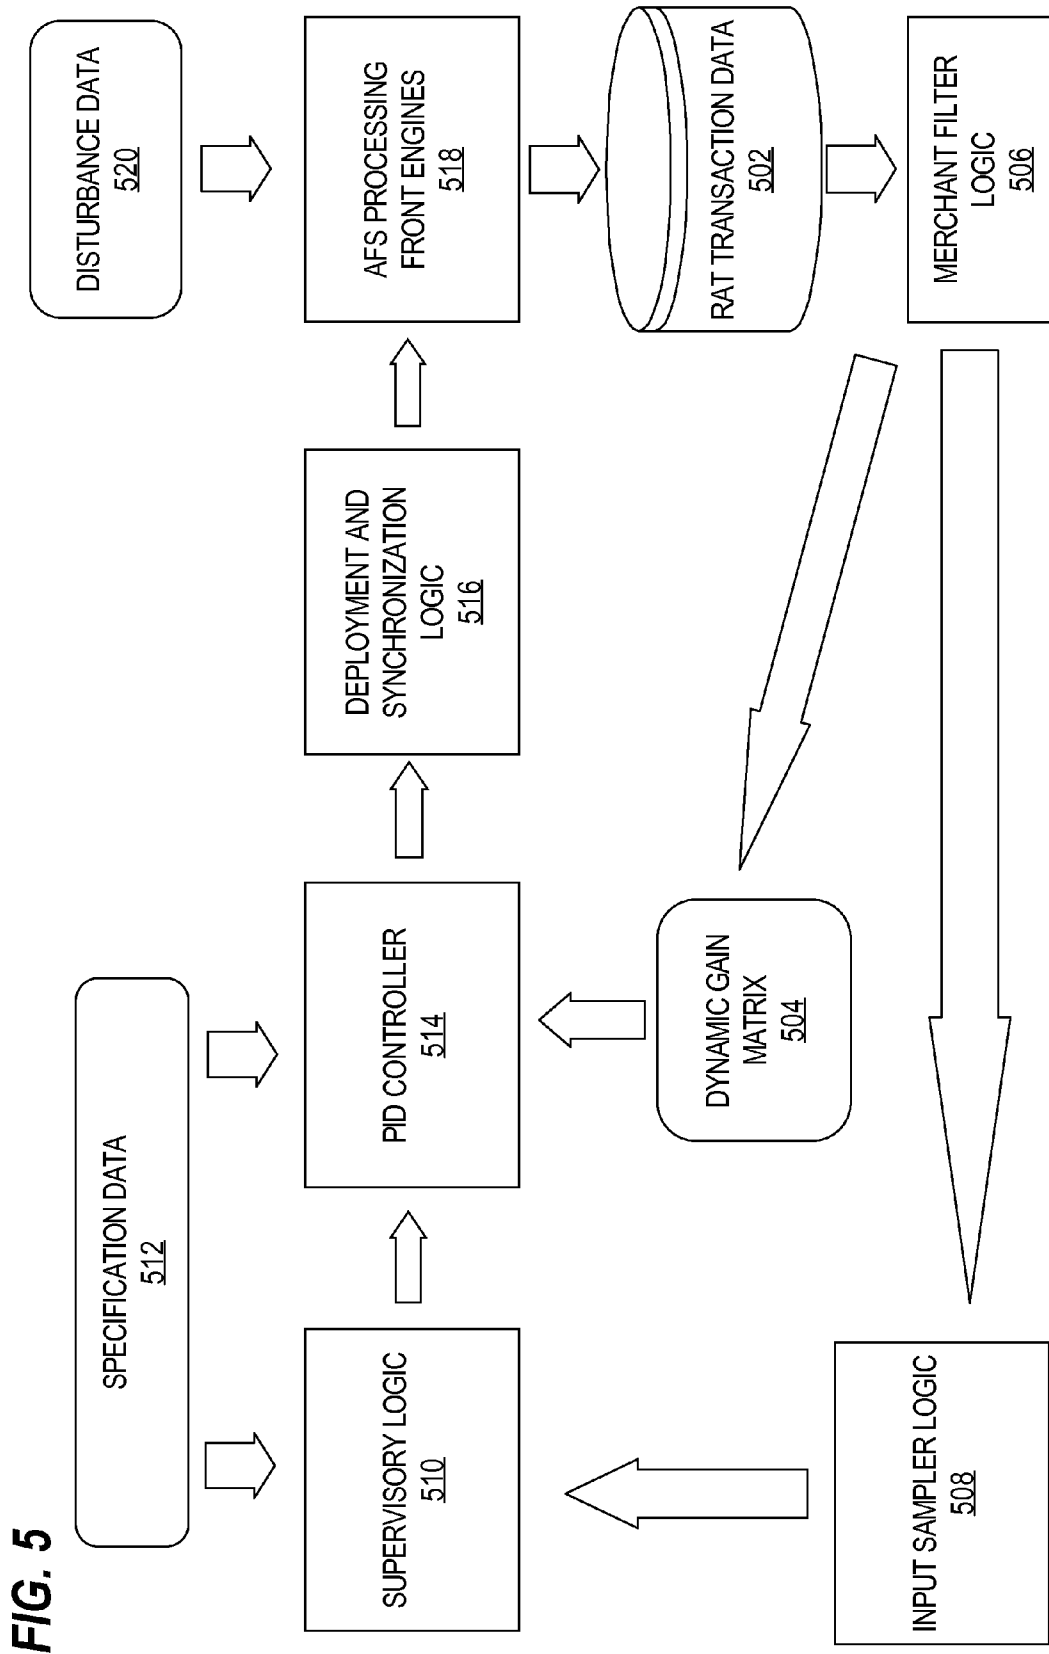 FIG. 5
SPECIFICATION DATA
512
DISTURBANCE DATA
520
SUPERVISORY LOGIC
510
PID CONTROLLER
514
DEPLOYMENT AND
SYNCHRONIZATION
LOGIC
516
AFS PROCESSING
FRONT ENGINES
518
DYNAMIC GAIN
MATRIX
504
RAT TRANSACTION DATA
502
INPUT SAMPLER LOGIC
508
MERCHANT FILTER
LOGIC
506